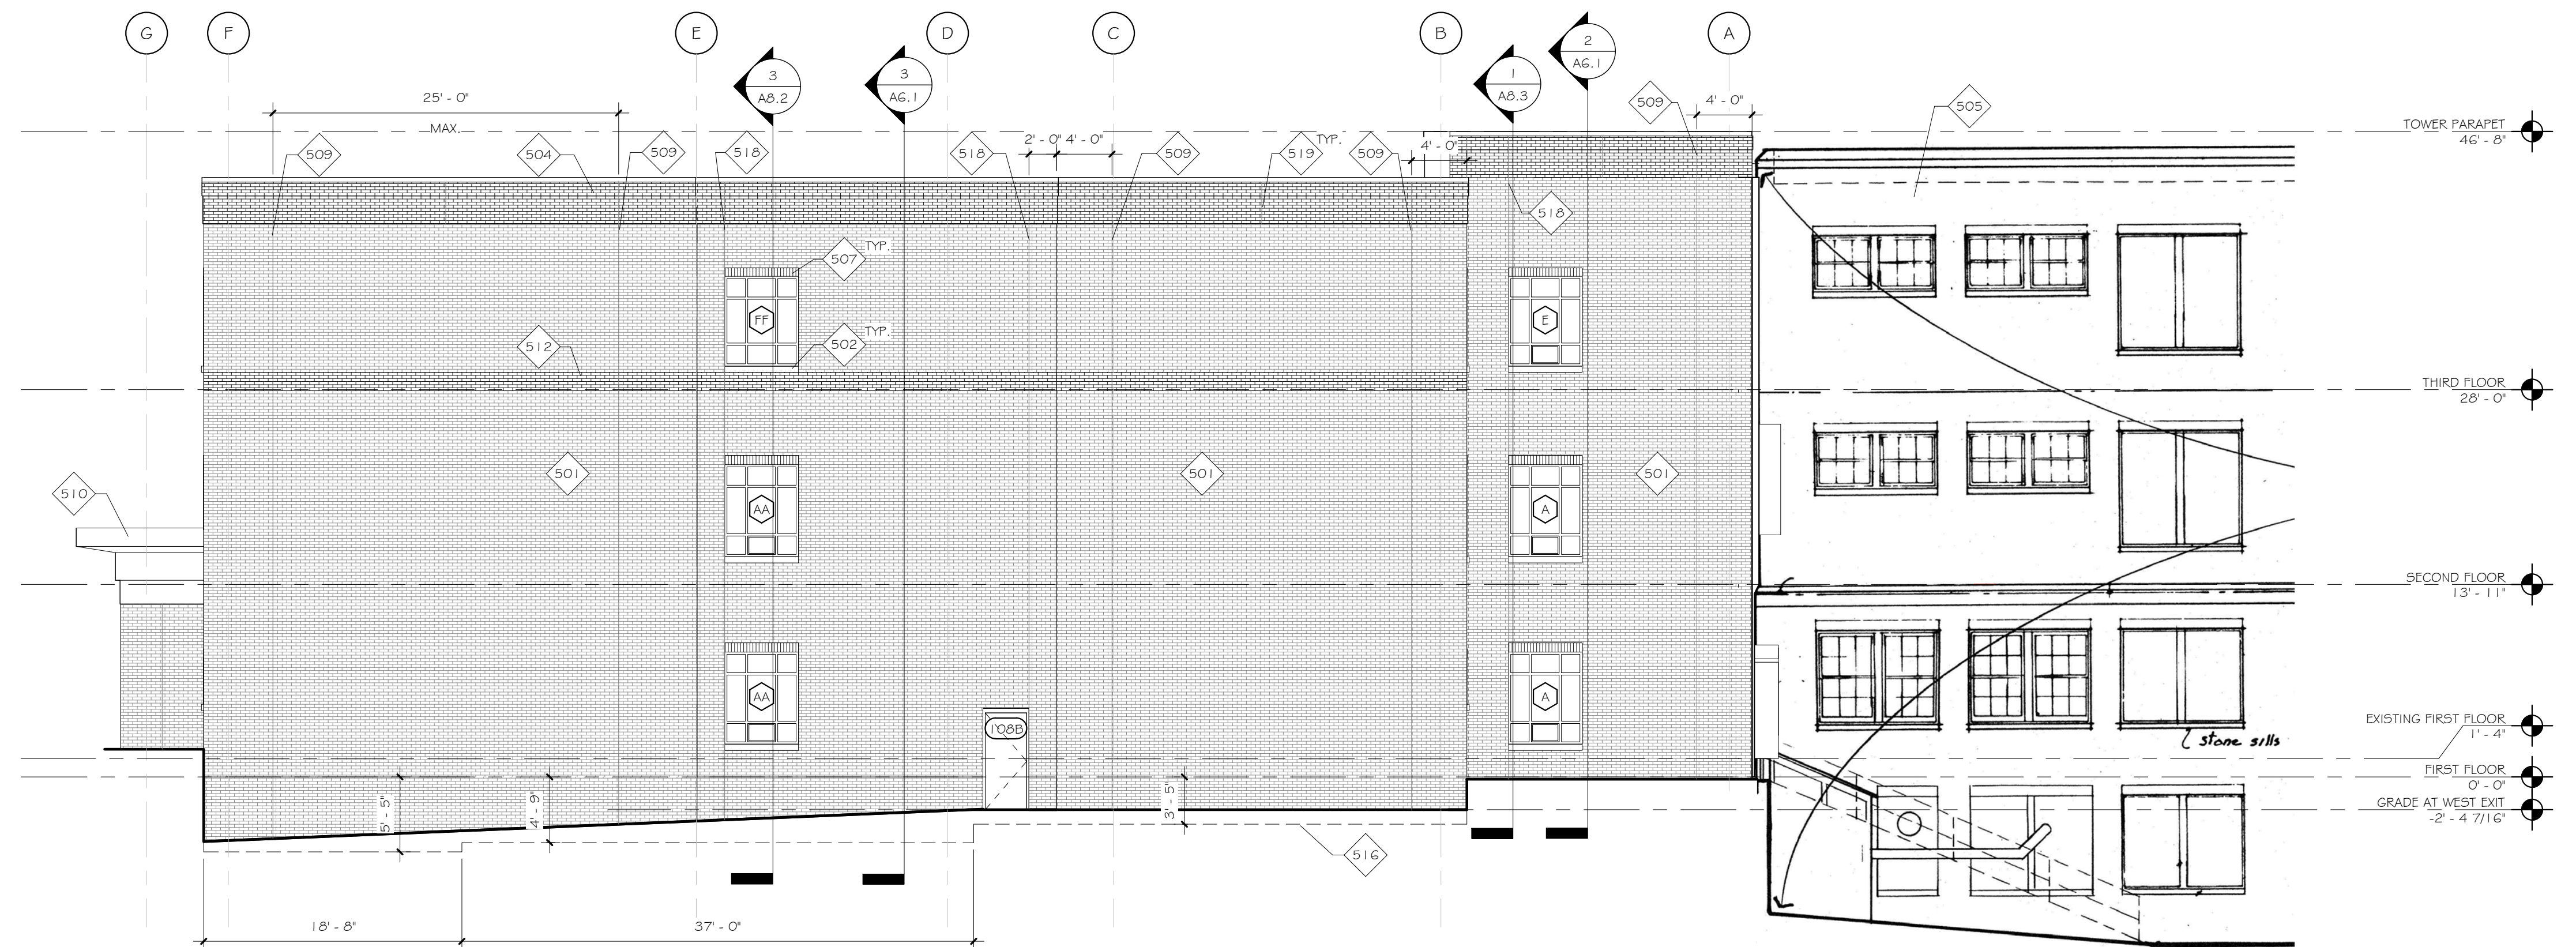 G
F
E
D
C
B
A
3
A8.2
3
A6.1
1
A8.3
2
A6.1
25' - 0"
MAX.
509
504
509
518
518
2' - 0"
4' - 0"
509
519
TYP.
509
4' - 0"
509
4' - 0"
505
TOWER PARAPET
46' - 8"
518
507
TYP.
FF
E
502
TYP.
512
THIRD FLOOR
28' - 0"
501
501
501
510
AA
A
SECOND FLOOR
13' - 11"
AA
A
108B
EXISTING FIRST FLOOR
1' - 4"
stone sills
FIRST FLOOR
0' - 0"
GRADE AT WEST EXIT
-2' - 4 7/16"
5' - 5"
4' - 9"
3' - 5"
516
18' - 8"
37' - 0"